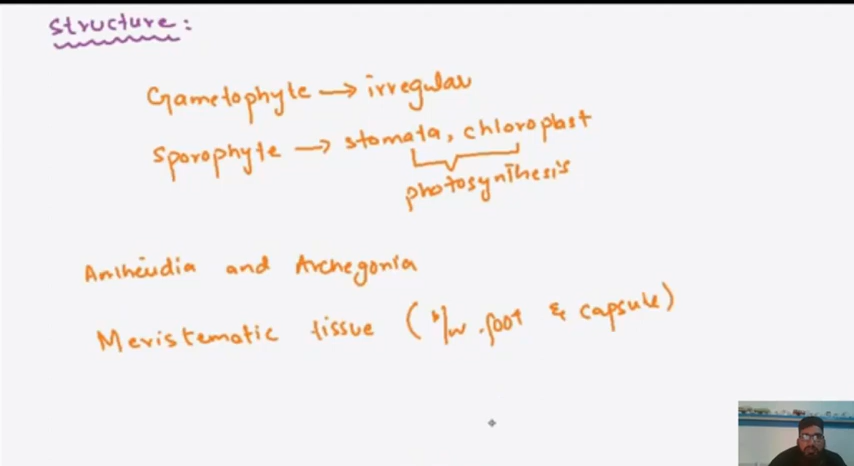 Structure:
Gametophyte → irregular
Sporophyte → stomata, chloroplast
photosynthesis
Antheridia and Archegonia
Meristematic tissue ( b/w foot & capsule)